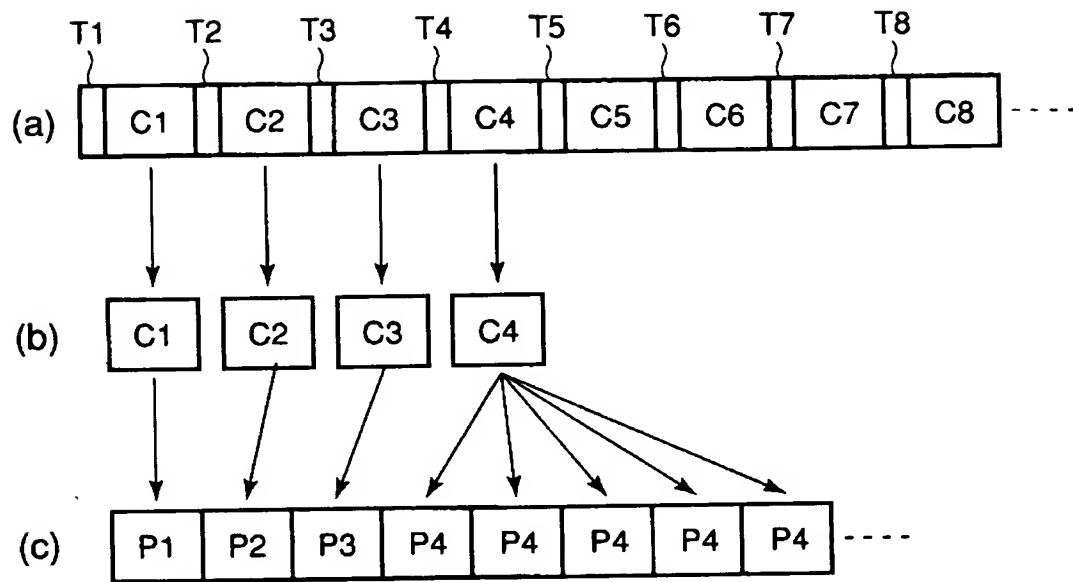 T1 T2 T3 T4 T5 T6 T7 T8
(a) C1 C2 C3 C4 C5 C6 C7 C8
(b) C1 C2 C3 C4
(c) P1 P2 P3 P4 P4 P4 P4 P4